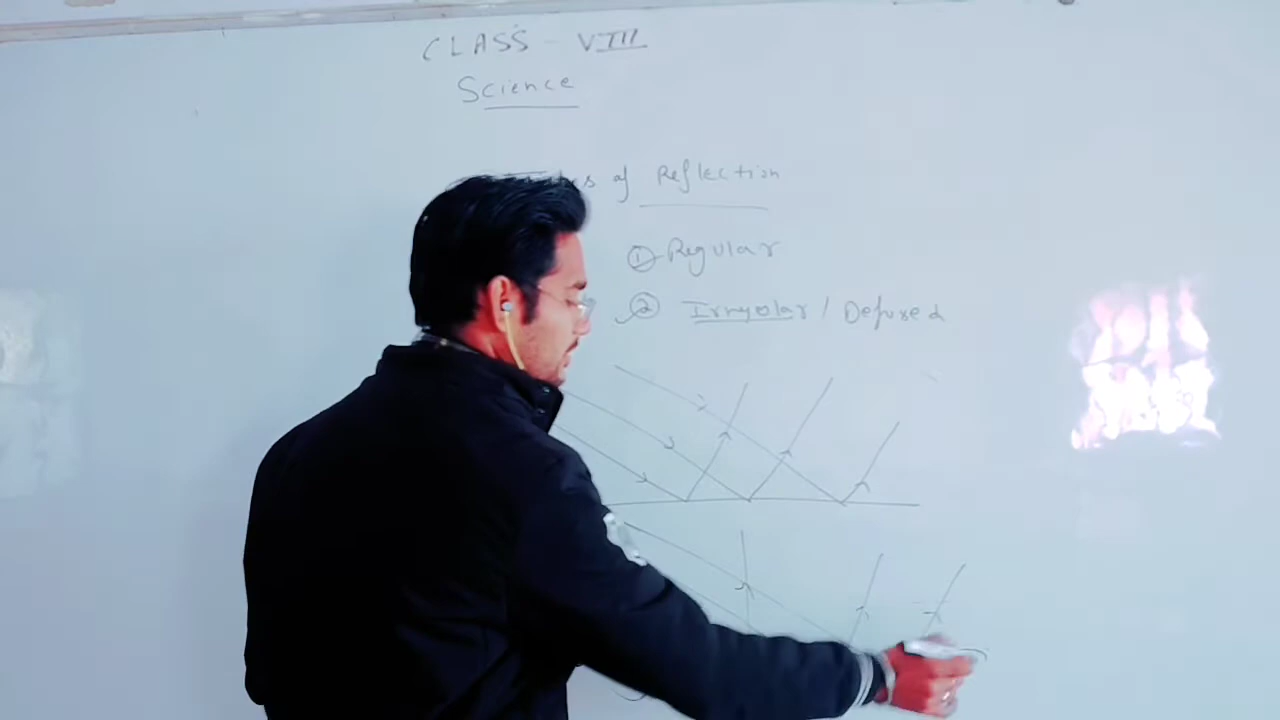 CLASS - VIII
Science
of Reflection
① Regular
② Irregular / Defused